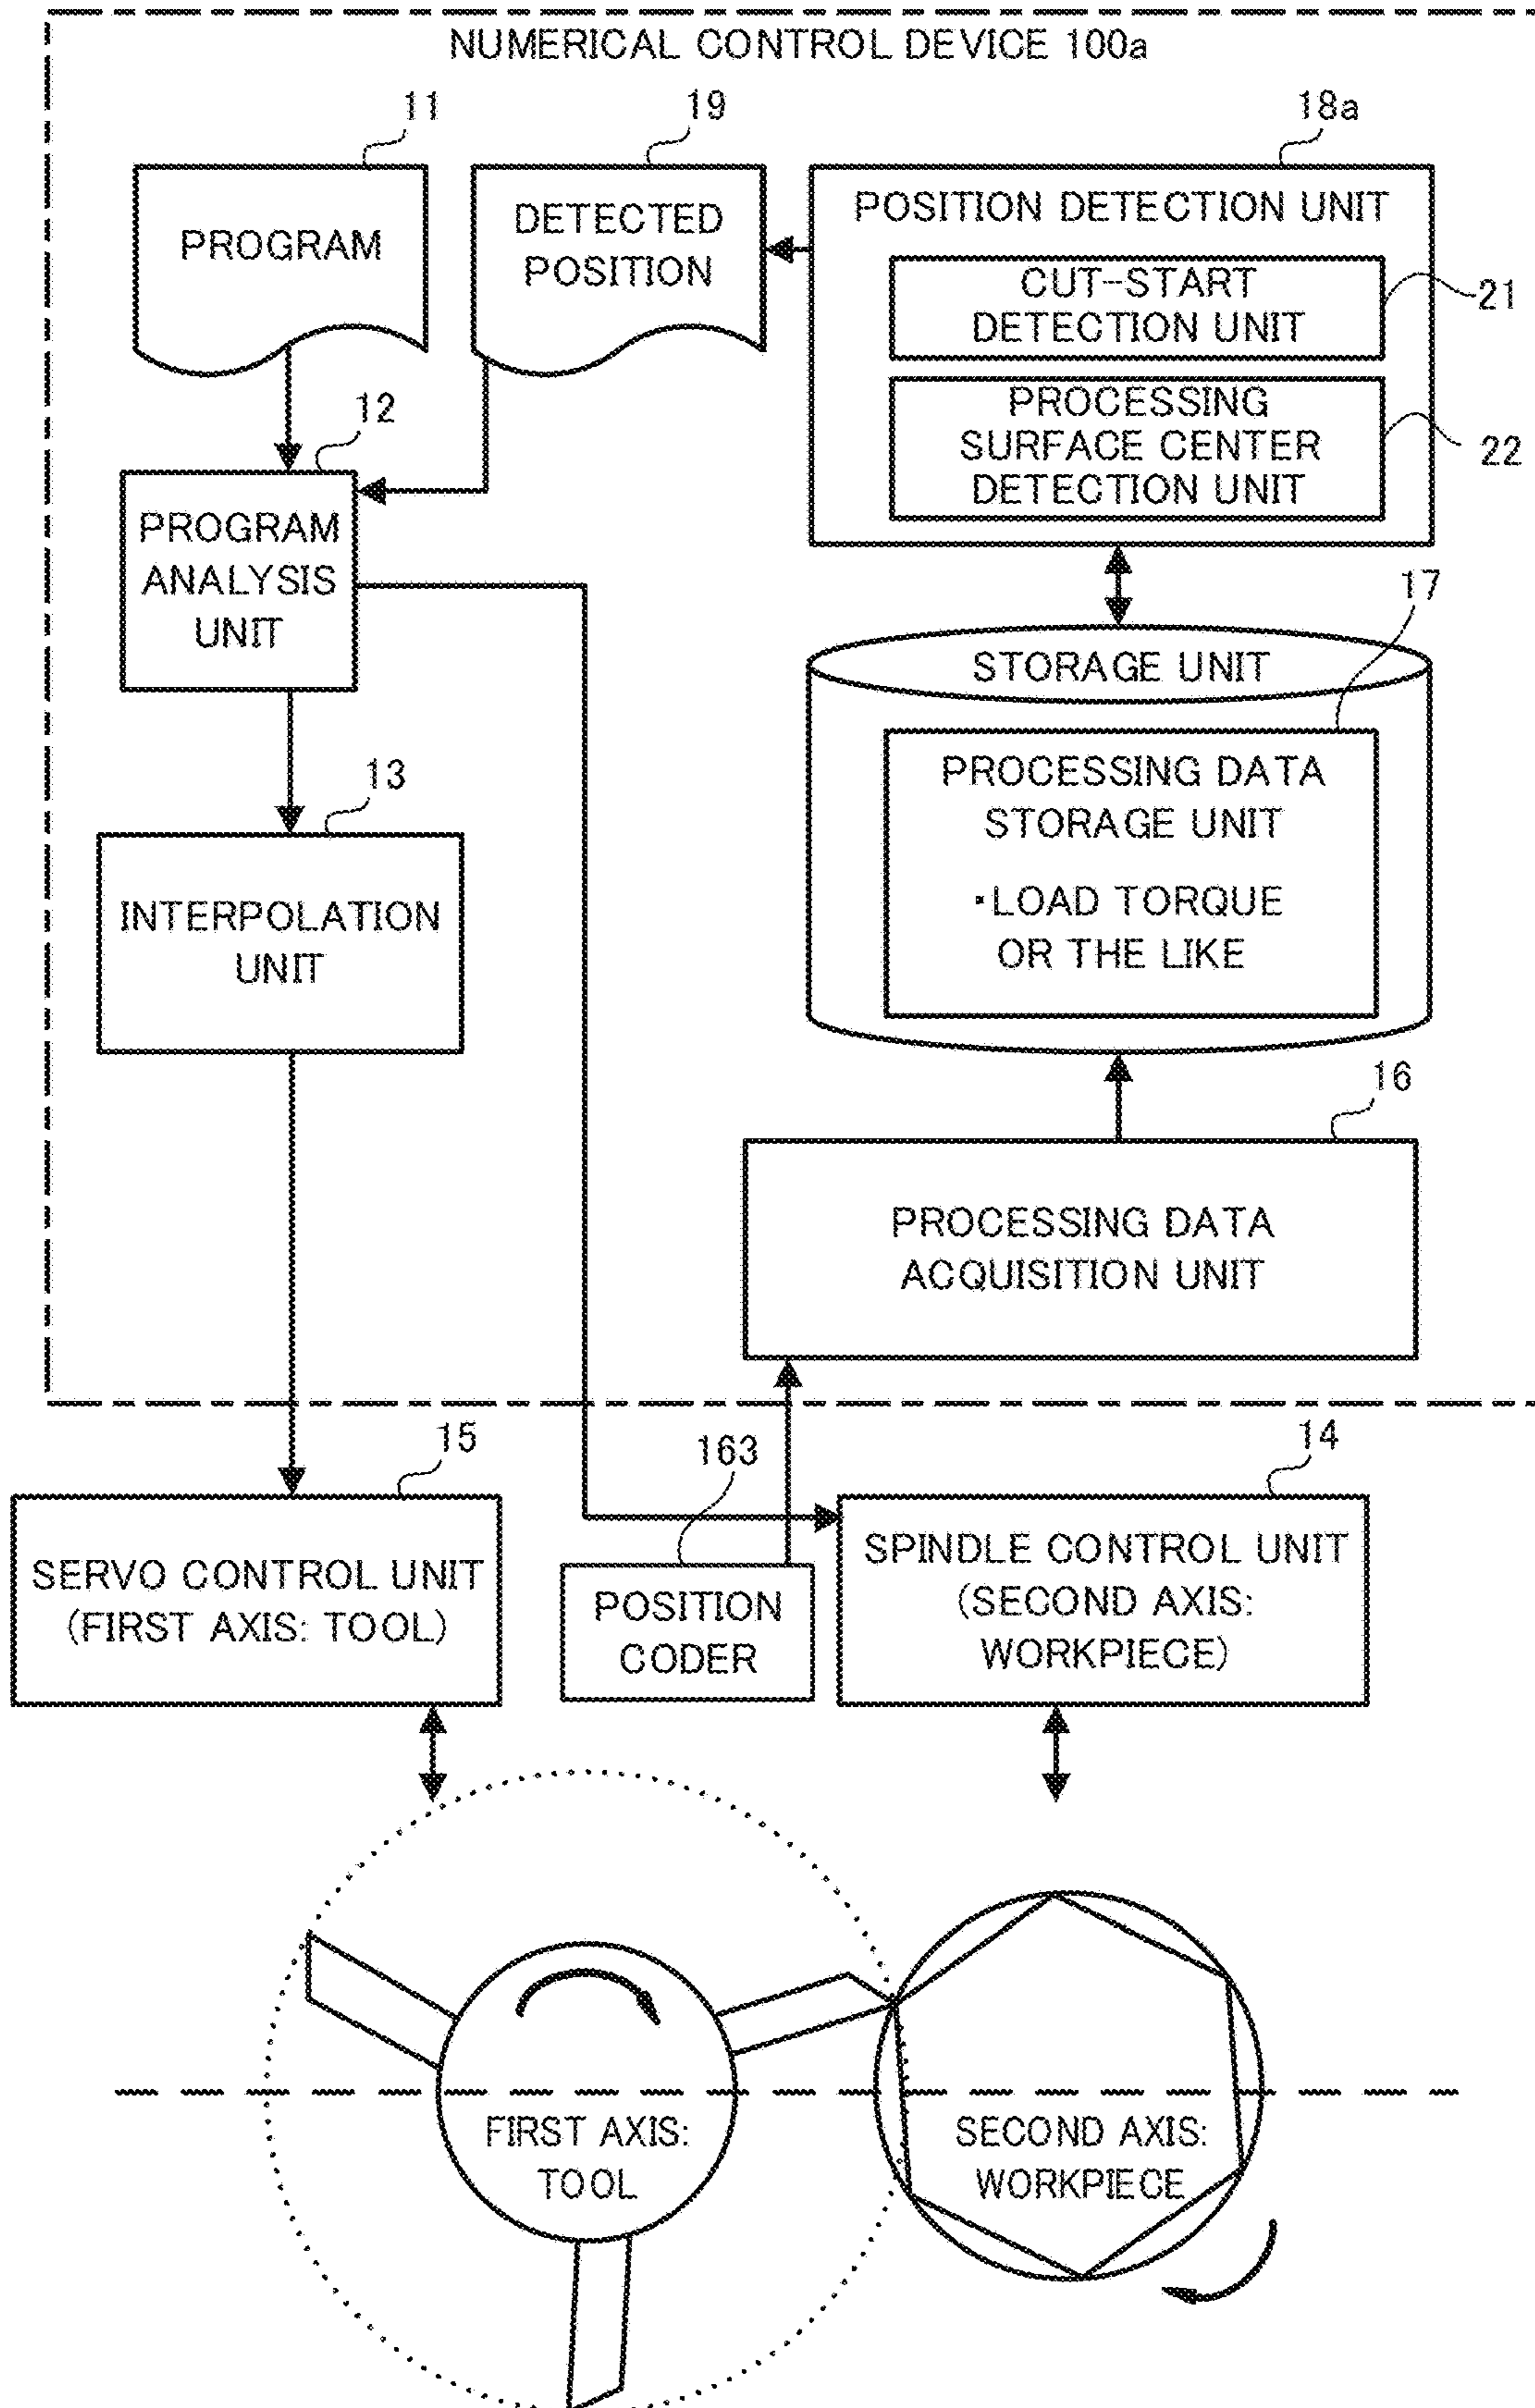 NUMERICAL CONTROL DEVICE 100a
11
19
18a
PROGRAM
DETECTED
POSITION
POSITION DETECTION UNIT
CUT-START
DETECTION UNIT
21
PROCESSING
SURFACE CENTER
DETECTION UNIT
22
12
PROGRAM
ANALYSIS
UNIT
17
STORAGE UNIT
PROCESSING DATA
STORAGE UNIT
・LOAD TORQUE
OR THE LIKE
13
INTERPOLATION
UNIT
16
PROCESSING DATA
ACQUISITION UNIT
15
163
14
SERVO CONTROL UNIT
(FIRST AXIS: TOOL)
POSITION
CODER
SPINDLE CONTROL UNIT
(SECOND AXIS:
WORKPIECE)
FIRST AXIS:
TOOL
SECOND AXIS:
WORKPIECE